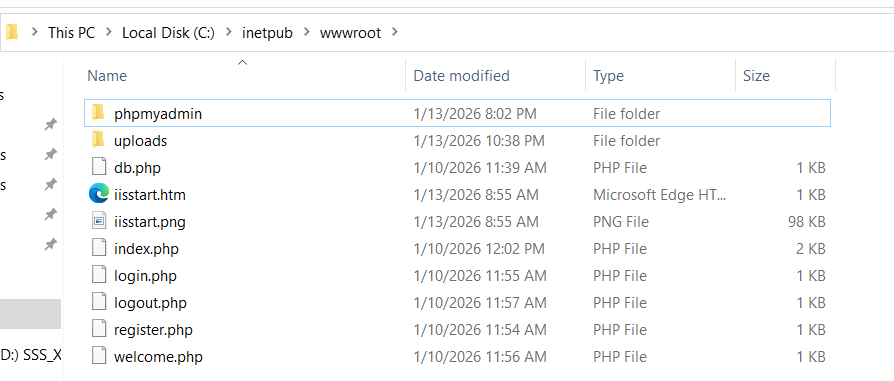 This PC > Local Disk (C:) > inetpub > wwwroot >
Name Date modified Type Size
phpmyadmin 1/13/2026 8:02 PM File folder
uploads 1/13/2026 10:38 PM File folder
db.php 1/10/2026 11:39 AM PHP File 1 KB
iisstart.htm 1/13/2026 8:55 AM Microsoft Edge HT... 1 KB
iisstart.png 1/13/2026 8:55 AM PNG File 98 KB
index.php 1/10/2026 12:02 PM PHP File 2 KB
login.php 1/10/2026 11:55 AM PHP File 1 KB
logout.php 1/10/2026 11:57 AM PHP File 1 KB
register.php 1/10/2026 11:54 AM PHP File 1 KB
D:) SSS_X welcome.php 1/10/2026 11:56 AM PHP File 1 KB